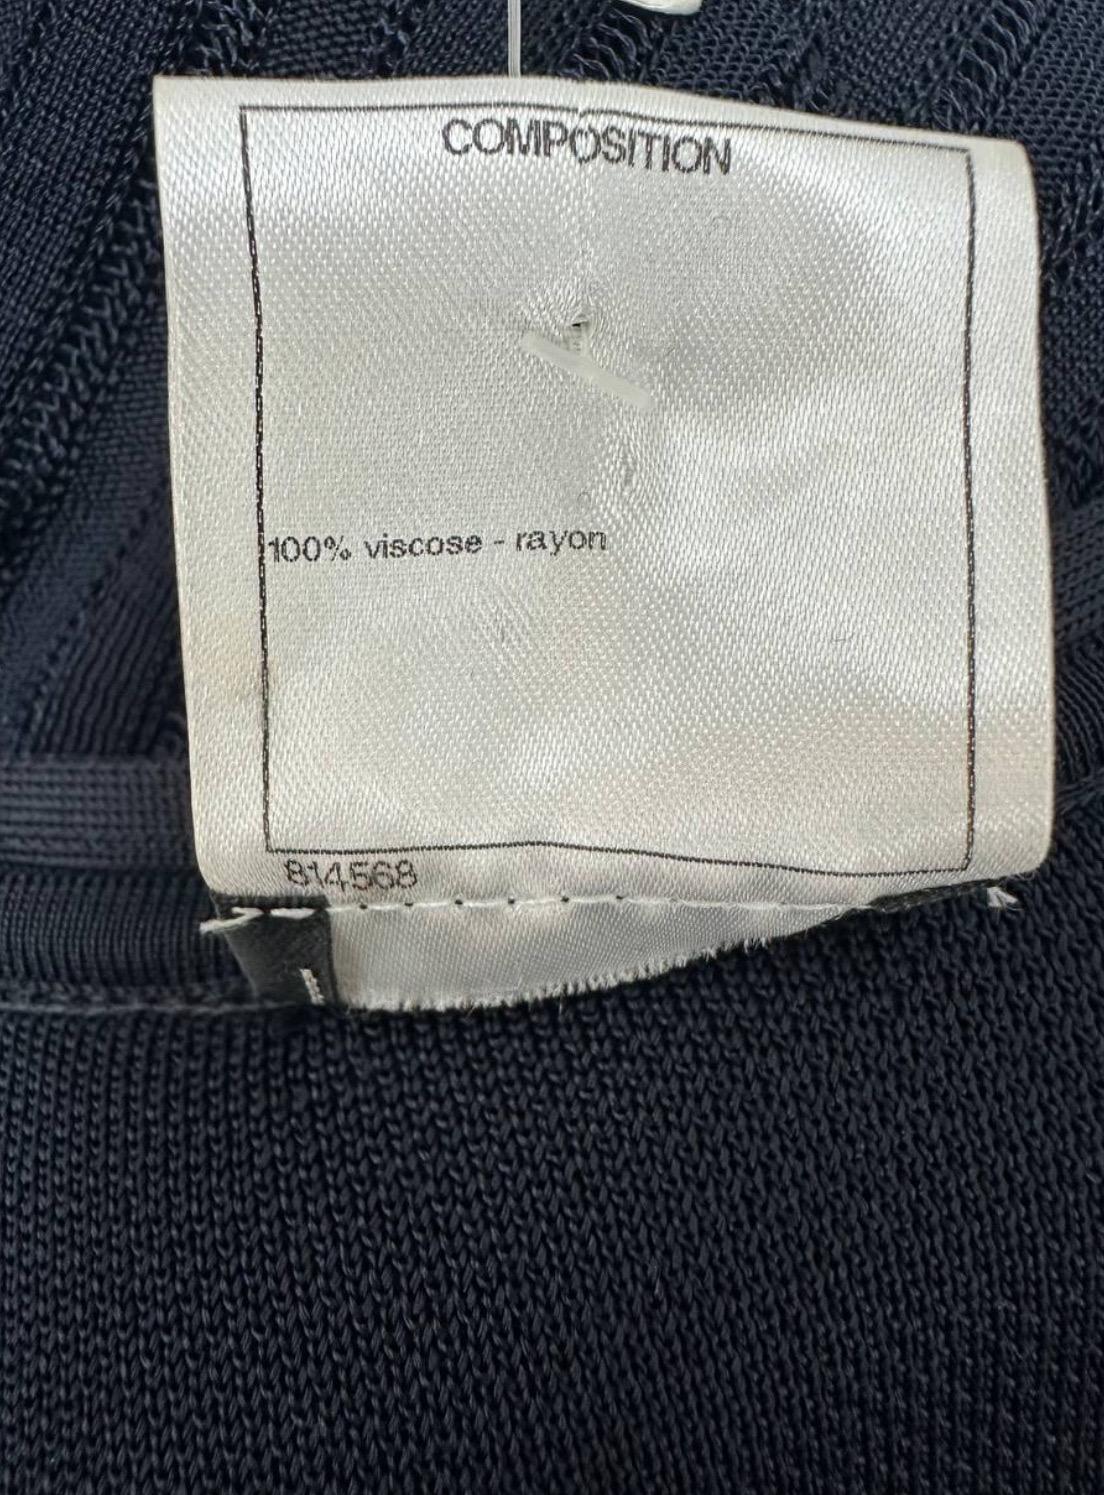 COMPOSITION
100% viscose - rayon
814568